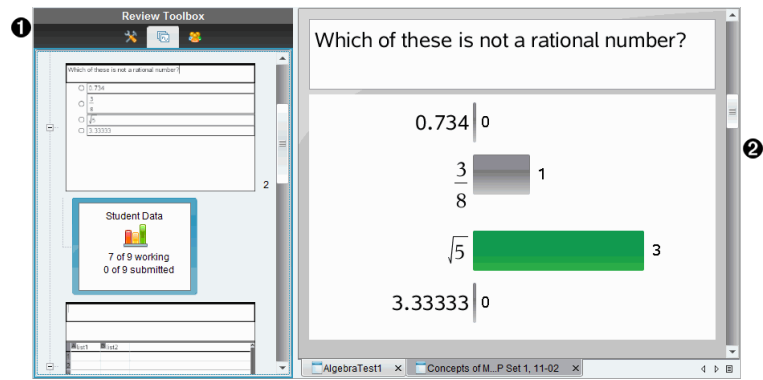 ❶
Review Toolbox
Which of these is not a rational number?
0.734
3
8
√5
3.33333
2
Student Data
7 of 9 working
0 of 9 submitted
list1 list2
Which of these is not a rational number?
0.734 0
3
8
1
√5 3
3.33333 0
❷
AlgebraTest1 × Concepts of M...P Set 1, 11-02 ×